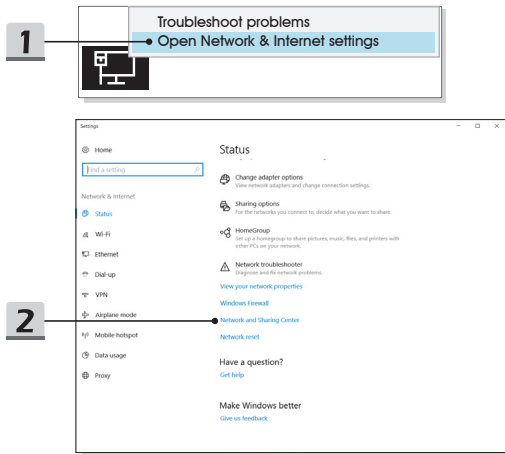 Troubleshoot problems
1
Open Network & Internet settings
Settings
Home
Status
Find a setting
Change adapter options
View network adapters and change connection settings.
Network & Internet
Sharing options
For the networks you connect to, decide what you want to share.
Status
Wi-Fi
HomeGroup
Set up a homegroup to share pictures, music, files, and printers with
other PCs on your network.
Ethernet
Dial-up
Network troubleshooter
Diagnose and fix network problems.
VPN
View your network properties
Windows Firewall
Airplane mode
2
Network and Sharing Center
Mobile hotspot
Network reset
Data usage
Have a question?
Proxy
Get help
Make Windows better
Give us feedback